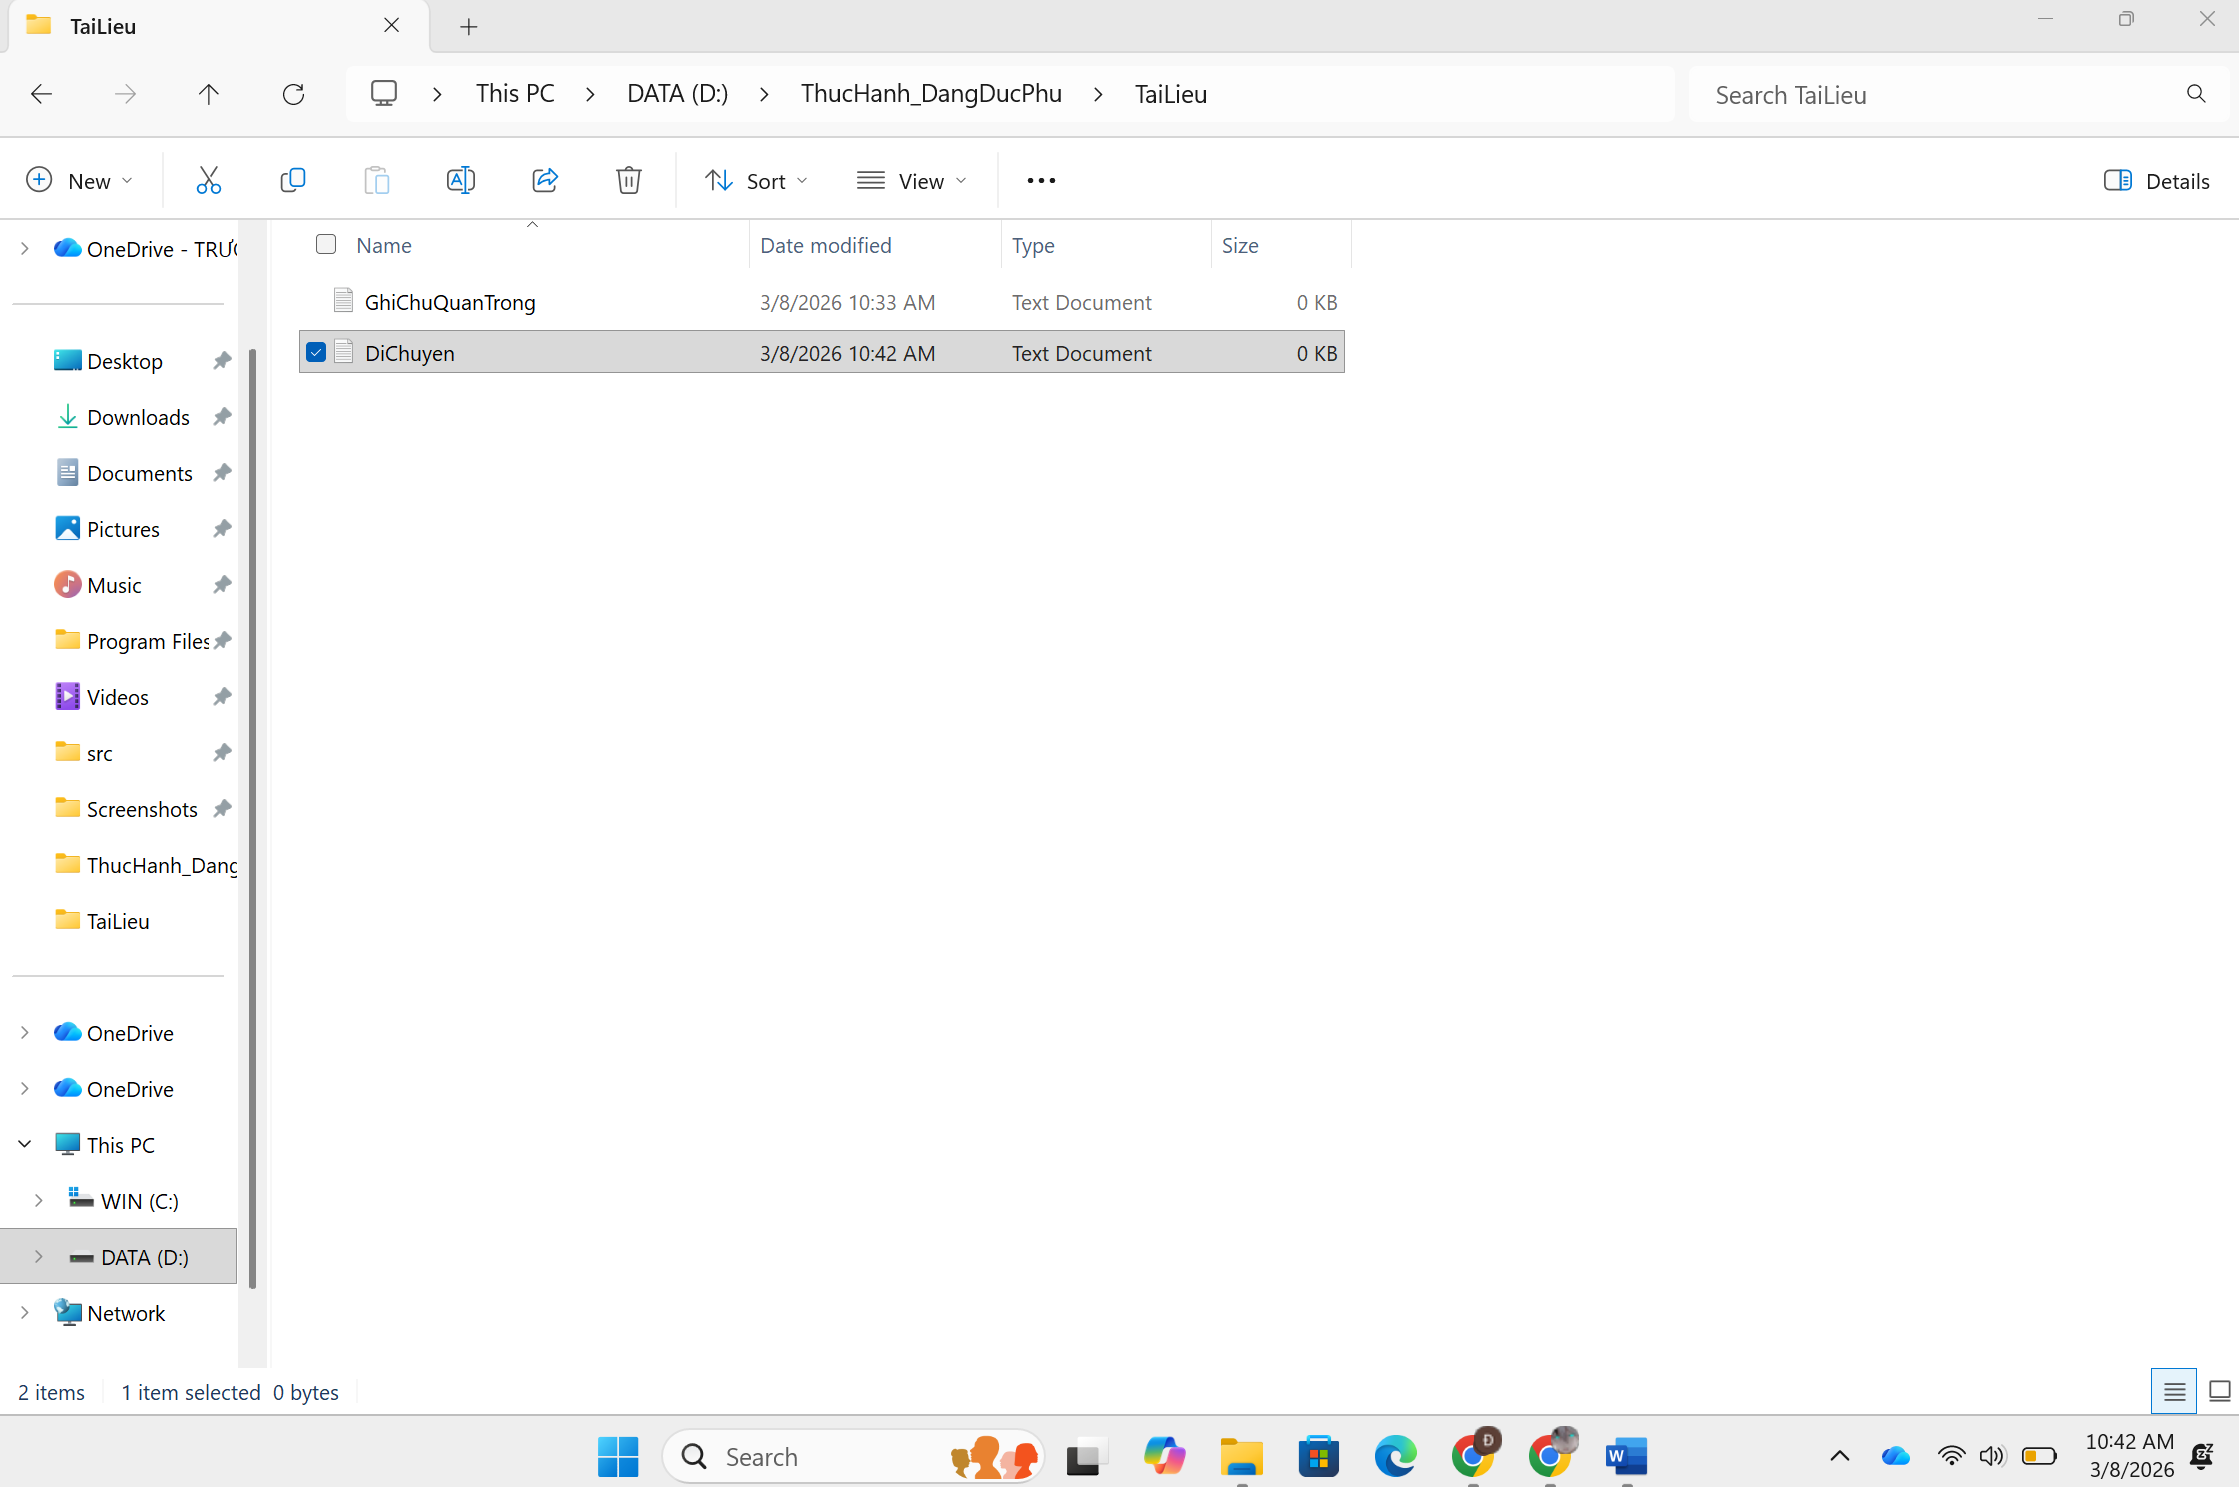 TaiLieu
This PC
DATA (D:)
ThucHanh_DangDucPhu
TaiLieu
Search TaiLieu
New
Sort
View
Details
Name
Date modified
Type
Size
GhiChuQuanTrong
3/8/2026 10:33 AM
Text Document
0 KB
DiChuyen
3/8/2026 10:42 AM
Text Document
0 KB
OneDrive - TRƯ
Desktop
Downloads
Documents
Pictures
Music
Program Files
Videos
src
Screenshots
ThucHanh_Dang
TaiLieu
OneDrive
OneDrive
This PC
WIN (C:)
DATA (D:)
Network
2 items
1 item selected 0 bytes
Search
Đ
10:42 AM
3/8/2026